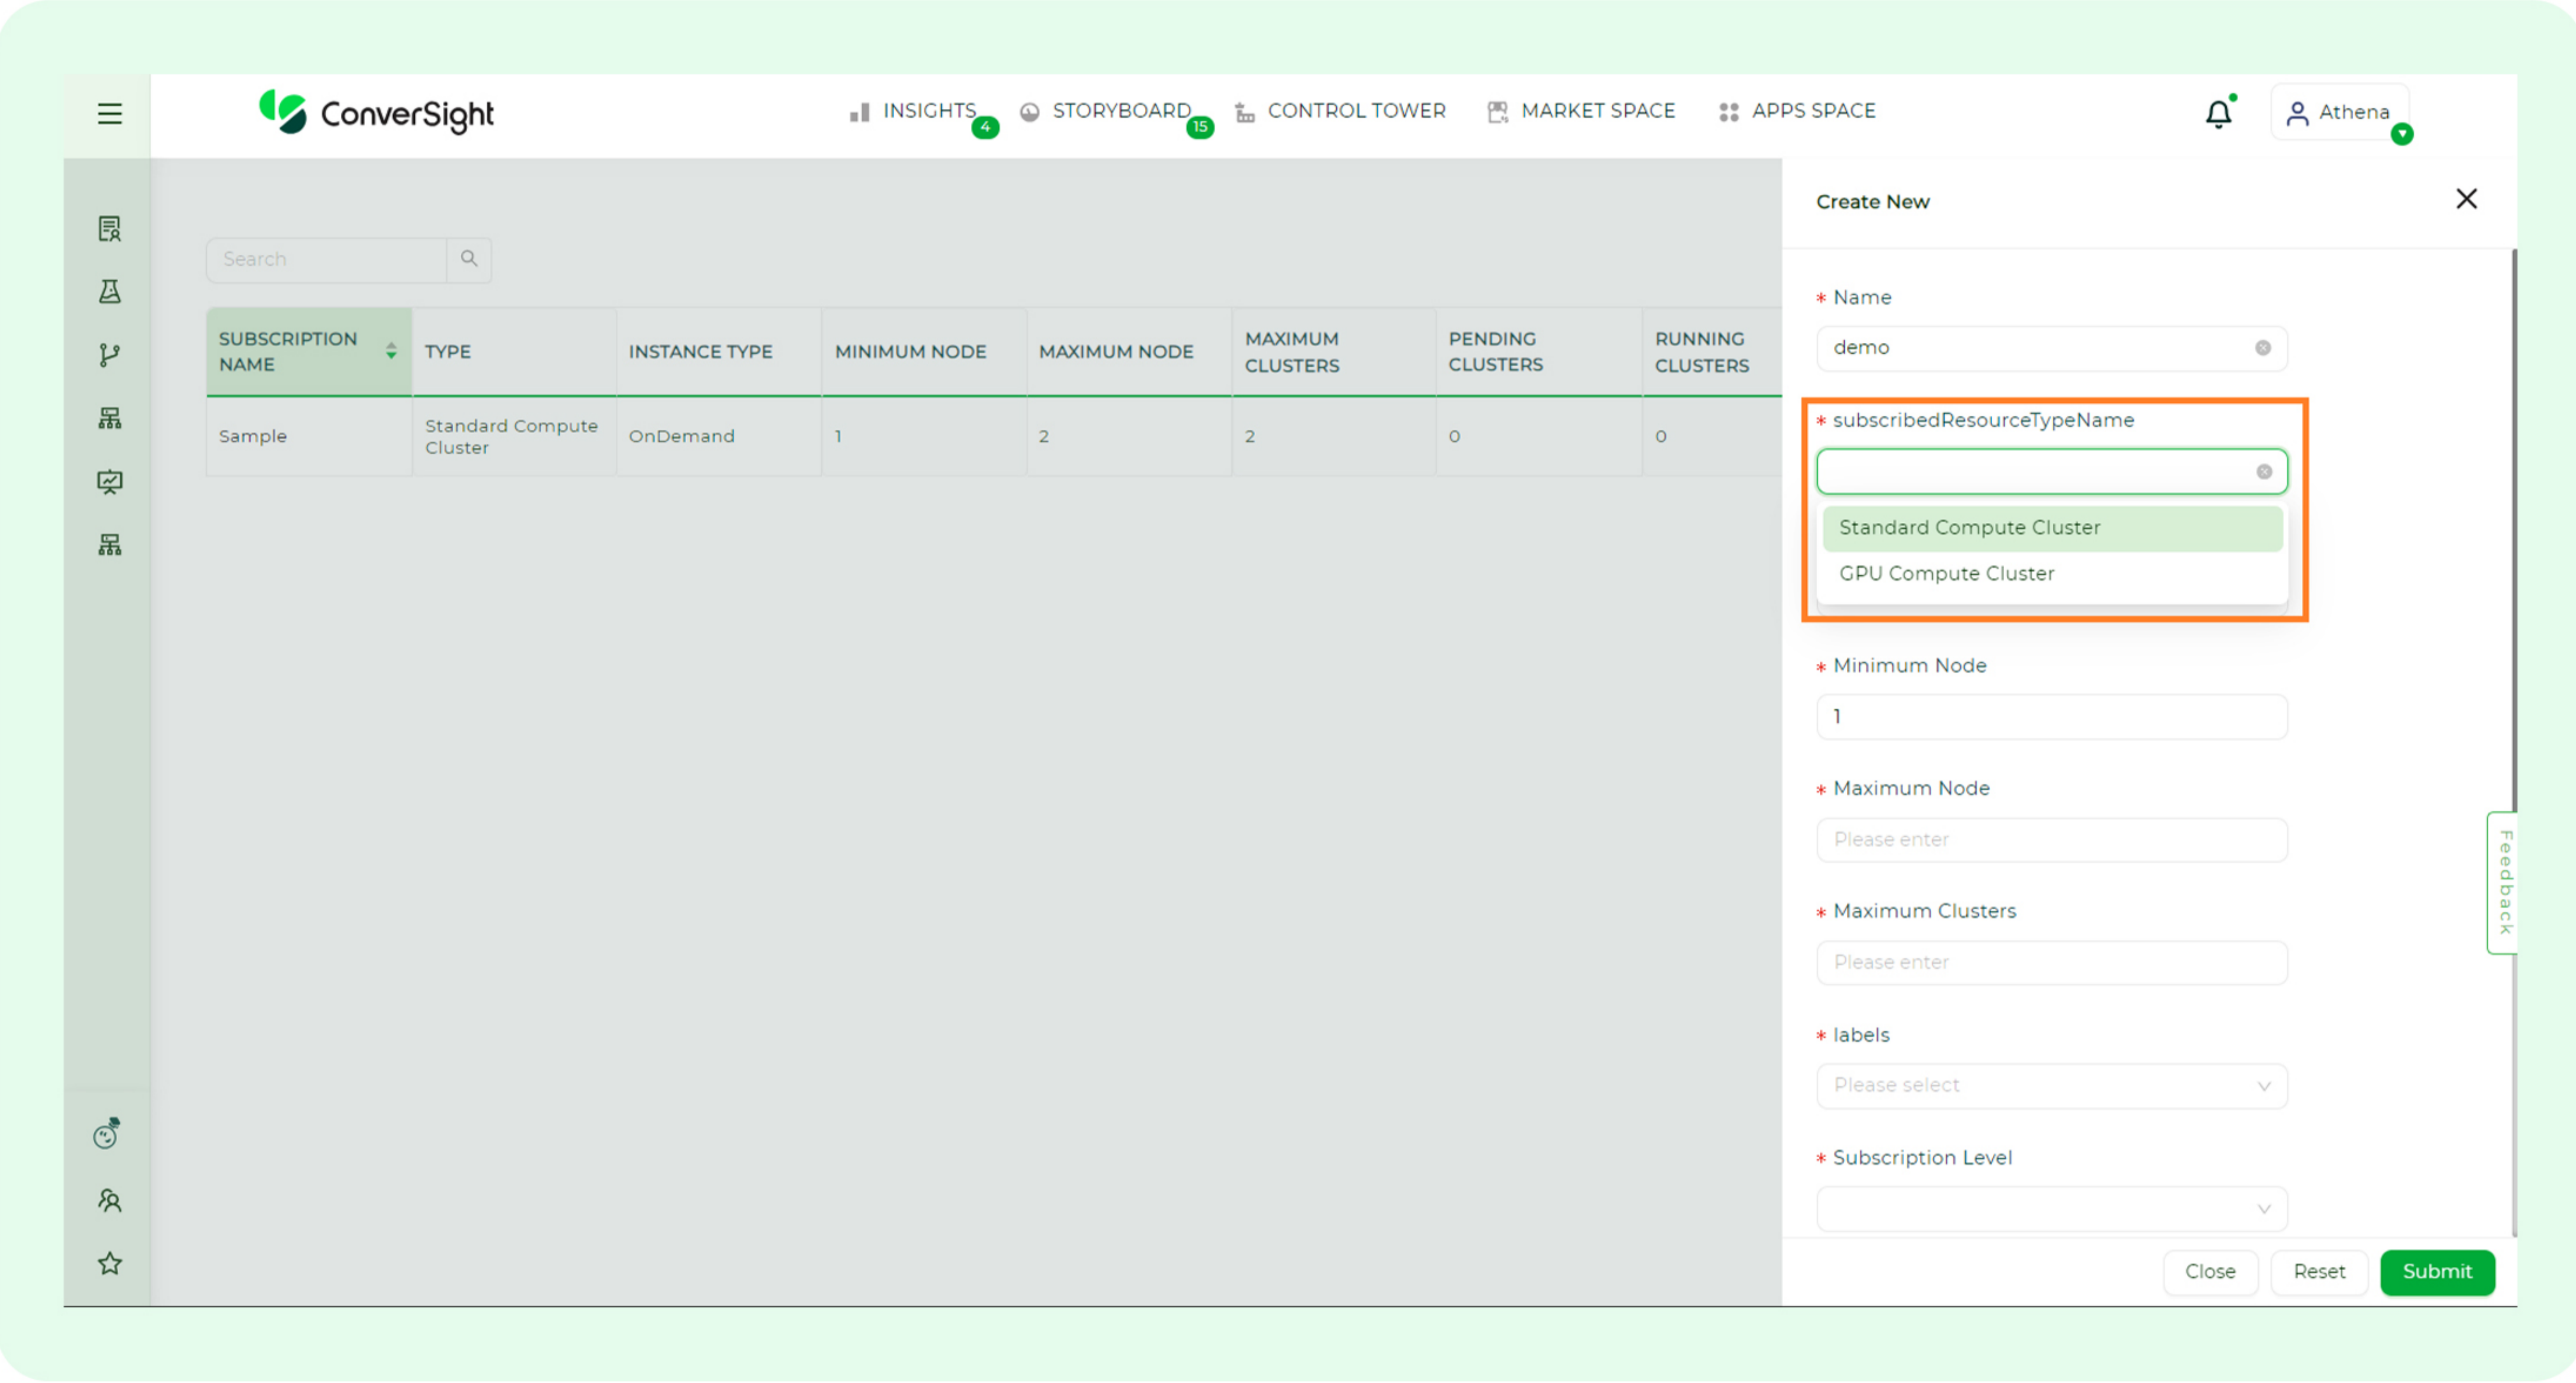 ConverSight
INSIGHTS
4
STORYBOARD
15
CONTROL TOWER
MARKET SPACE
APPS SPACE
Athena
Search
SUBSCRIPTION
NAME
TYPE
INSTANCE TYPE
MINIMUM NODE
MAXIMUM NODE
MAXIMUM
CLUSTERS
PENDING
CLUSTERS
RUNNING
CLUSTERS
Sample
Standard Compute
Cluster
OnDemand
1
2
2
0
0
Create New
* Name
demo
* subscribedResourceTypeName
Standard Compute Cluster
GPU Compute Cluster
* Minimum Node
1
* Maximum Node
Please enter
* Maximum Clusters
Please enter
* labels
Please select
* Subscription Level
Close
Reset
Submit
Feedback